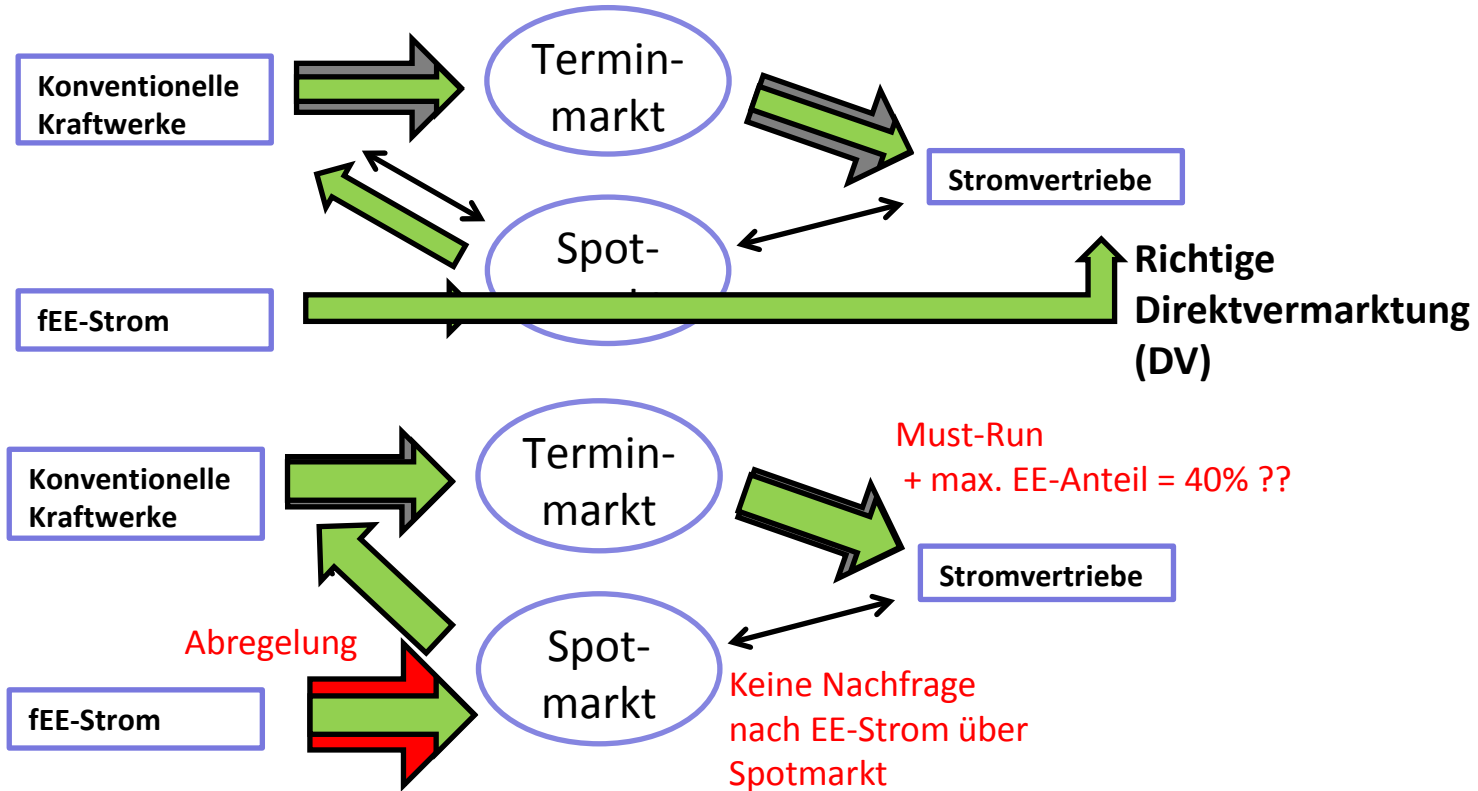 Konventionelle
Kraftwerke
Termin-
markt
Stromvertriebe
Spot-
fEE-Strom
Richtige
Direktvermarktung
(DV)
Konventionelle
Kraftwerke
Termin-
markt
Must-Run
+ max. EE-Anteil = 40% ??
Stromvertriebe
Abregelung
Spot-
markt
fEE-Strom
Keine Nachfrage
nach EE-Strom über
Spotmarkt